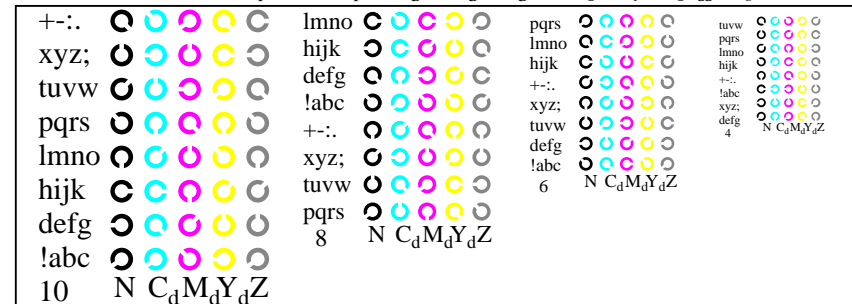 +-:.
xyz;
tuvw
pqrs
lmno
hijk
defg
!abc
10 N CdMdYdZ
lmno
hijk
defg
!abc
+-:.
xyz;
tuvw
pqrs
8 N CdMdYdZ
pqrs
lmno
hijk
+-:.
xyz;
tuvw
defg
!abc
6 N CdMdYdZ
tuvw
pqrs
lmno
hijk
+-:.
!abc
xyz;
defg
4 N CdMdYdZ